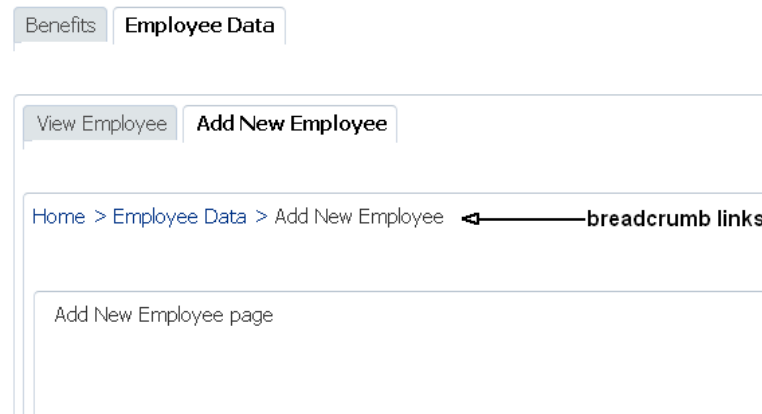 Benefits Employee Data
View Employee Add New Employee
Home > Employee Data > Add New Employee breadcrumb links
Add New Employee page